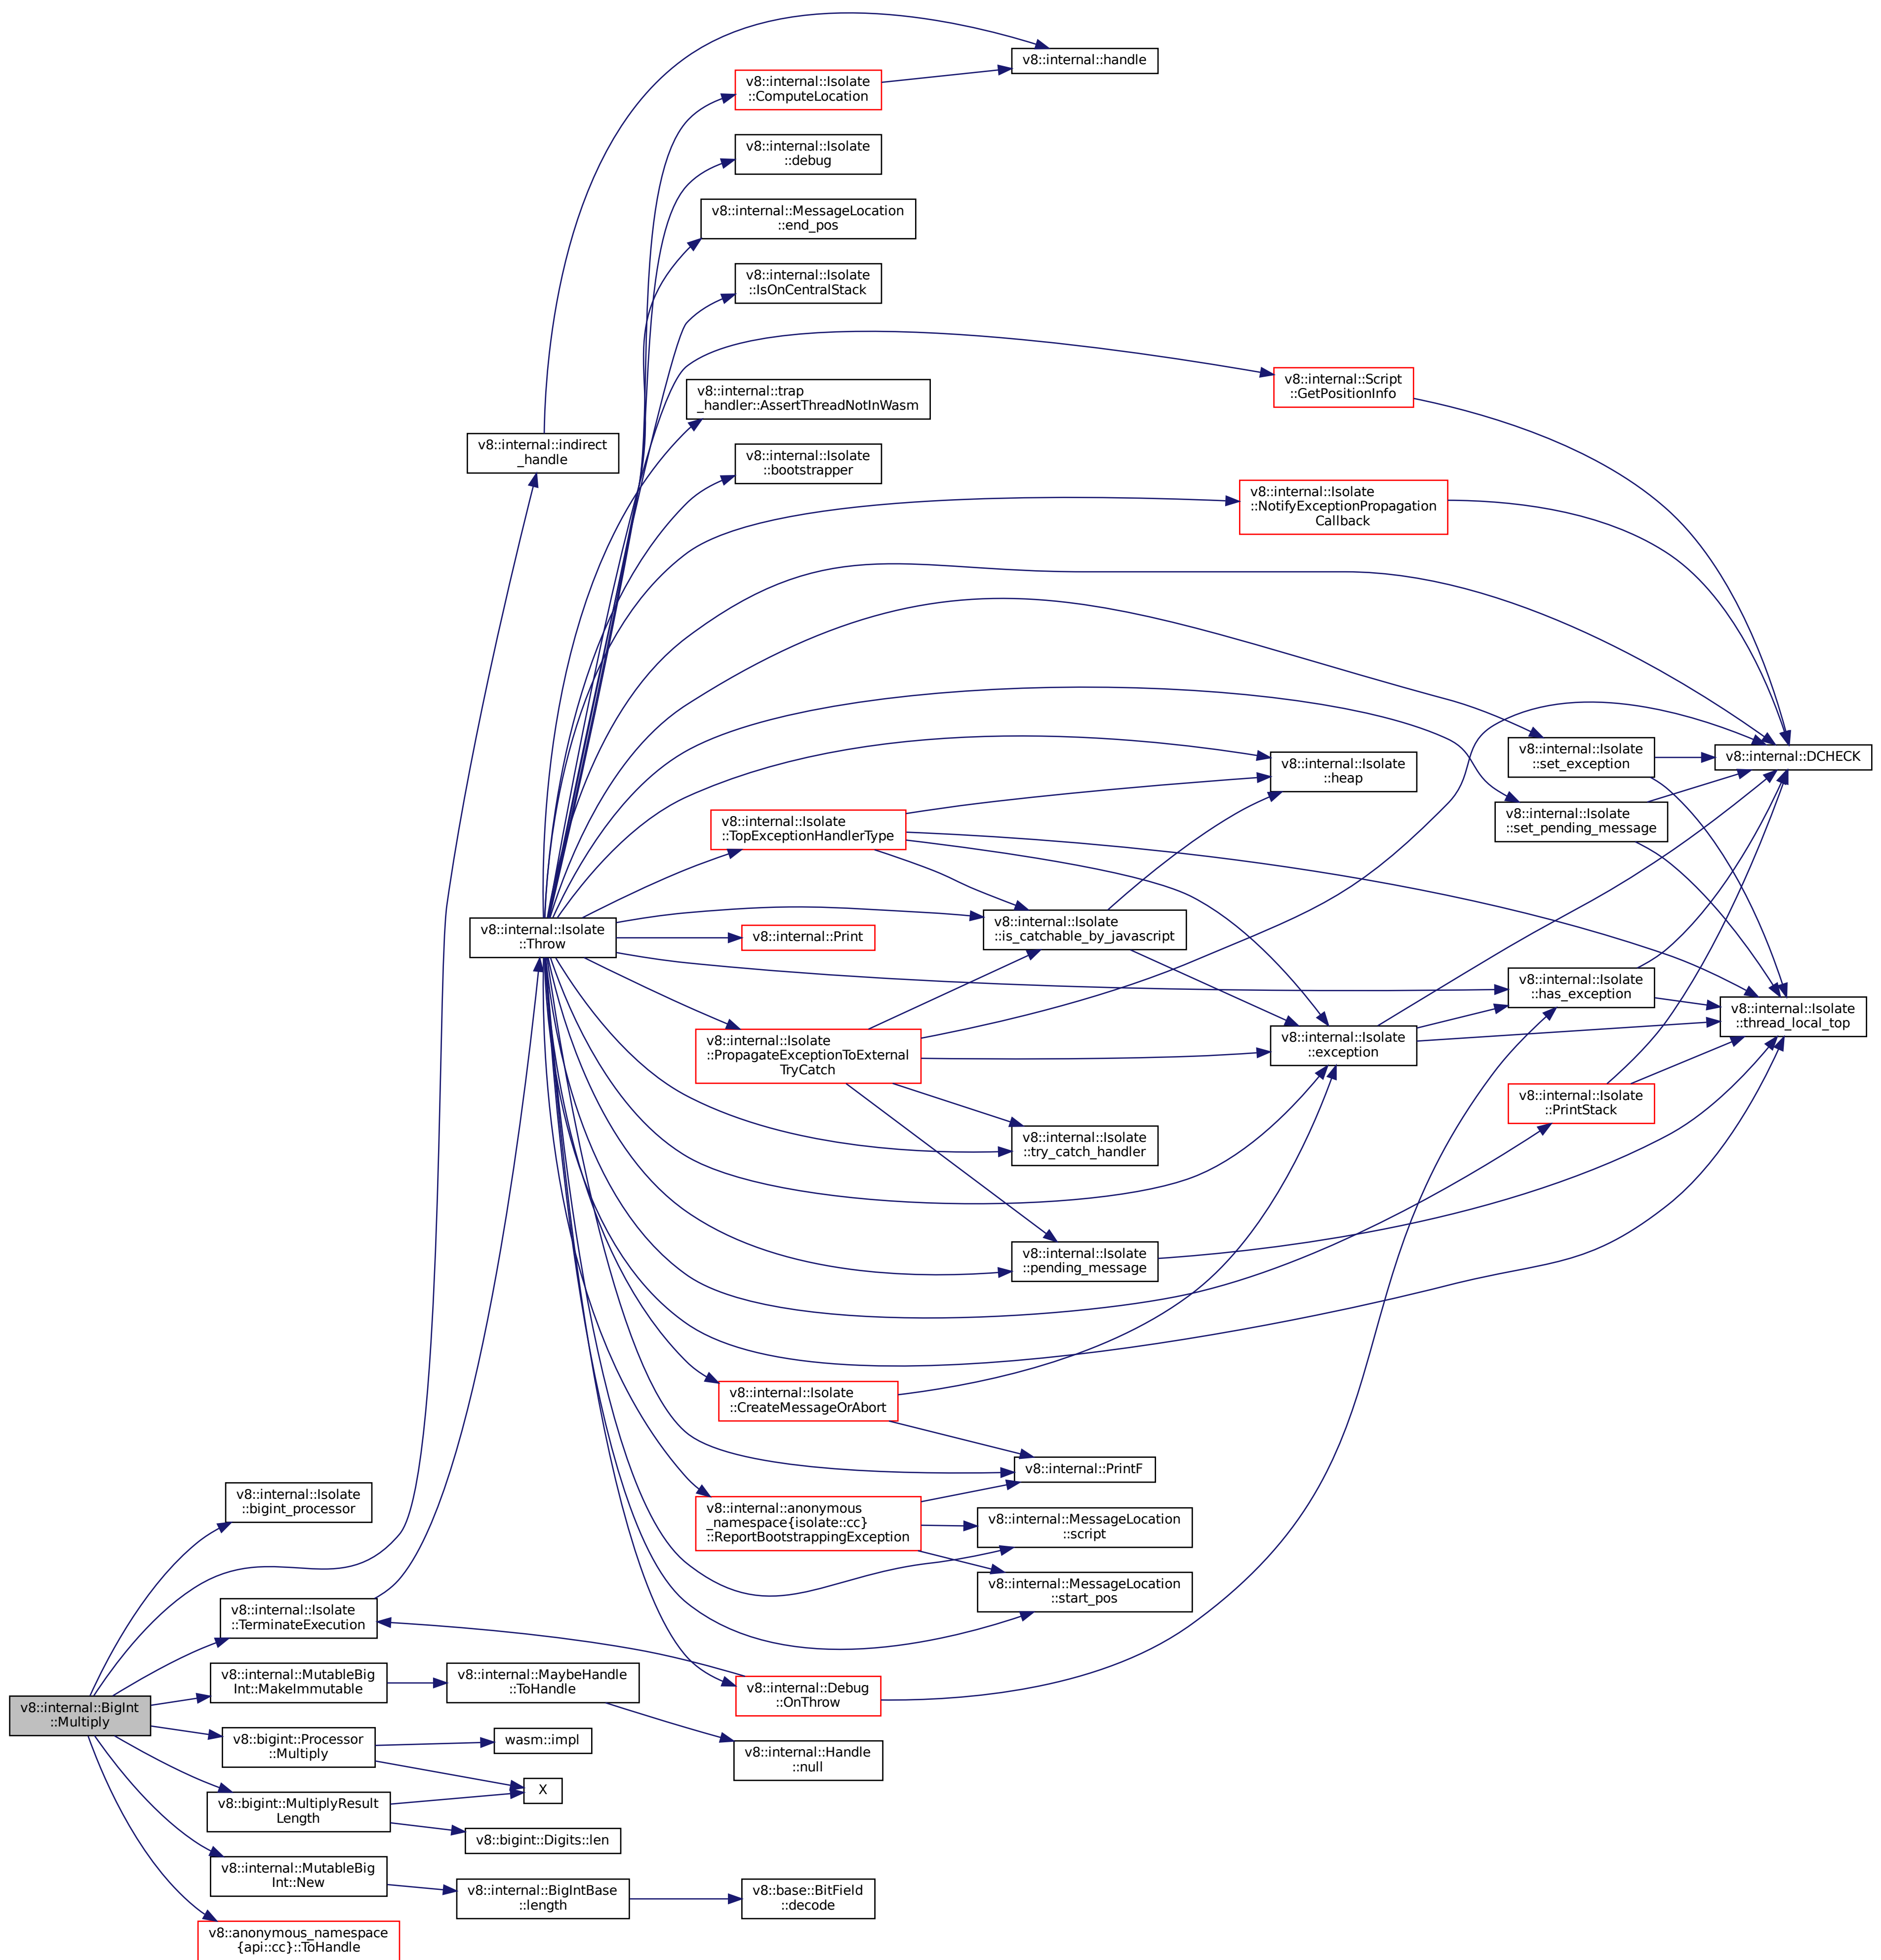 v8::internal::handle
v8::internal::Isolate
::ComputeLocation
v8::internal::Isolate
::debug
v8::internal::MessageLocation
::end_pos
v8::internal::Isolate
::IsOnCentralStack
v8::internal::Script
::GetPositionInfo
v8::internal::trap
_handler::AssertThreadNotInWasm
v8::internal::indirect
_handle
v8::internal::Isolate
::bootstrapper
v8::internal::Isolate
::NotifyExceptionPropagation
Callback
v8::internal::Isolate
::set_exception
v8::internal::DCHECK
v8::internal::Isolate
::heap
v8::internal::Isolate
::set_pending_message
v8::internal::Isolate
::TopExceptionHandlerType
v8::internal::Isolate
::is_catchable_by_javascript
v8::internal::Isolate
::Throw
v8::internal::Print
v8::internal::Isolate
::has_exception
v8::internal::Isolate
::thread_local_top
v8::internal::Isolate
::exception
v8::internal::Isolate
::PropagateExceptionToExternal
TryCatch
v8::internal::Isolate
::PrintStack
v8::internal::Isolate
::try_catch_handler
v8::internal::Isolate
::pending_message
v8::internal::Isolate
::CreateMessageOrAbort
v8::internal::PrintF
v8::internal::Isolate
::bigint_processor
v8::internal::anonymous
_namespace{isolate::cc}
::ReportBootstrappingException
v8::internal::MessageLocation
::script
v8::internal::MessageLocation
::start_pos
v8::internal::Isolate
::TerminateExecution
v8::internal::MutableBig
Int::MakeImmutable
v8::internal::MaybeHandle
::ToHandle
v8::internal::Debug
::OnThrow
v8::internal::BigInt
::Multiply
v8::bigint::Processor
::Multiply
wasm::impl
v8::internal::Handle
::null
X
v8::bigint::MultiplyResult
Length
v8::bigint::Digits::len
v8::internal::MutableBig
Int::New
v8::internal::BigIntBase
::length
v8::base::BitField
::decode
v8::anonymous_namespace
{api::cc}::ToHandle